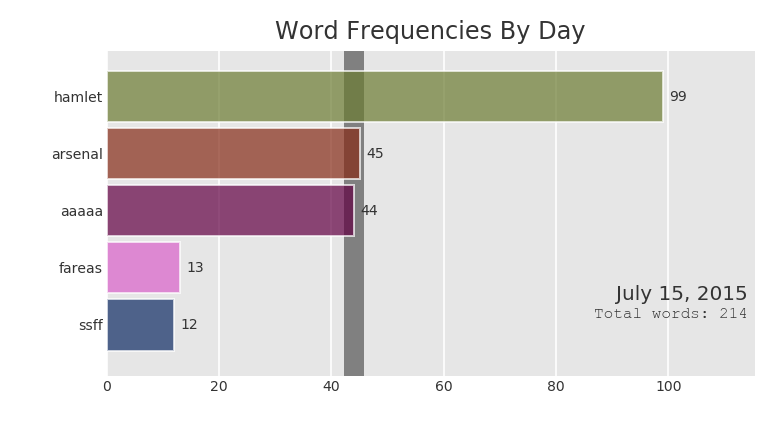 Word Frequencies By Day
hamlet 99
arsenal 45
aaaaa 44
fareas 13
ssff 12
July 15, 2015
Total words: 214
0 20 40 60 80 100